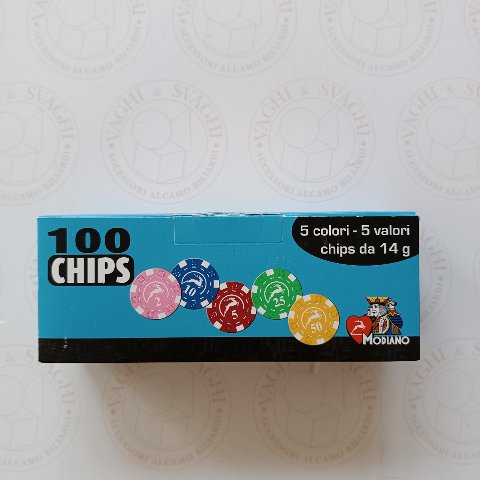 100
CHIPS
5 colori - 5 valori
chips da 14 g
2
10
5
25
50
MODIANO
VAGHI & SVAGHI
ACCESSORI ALCAMO BILIARDI